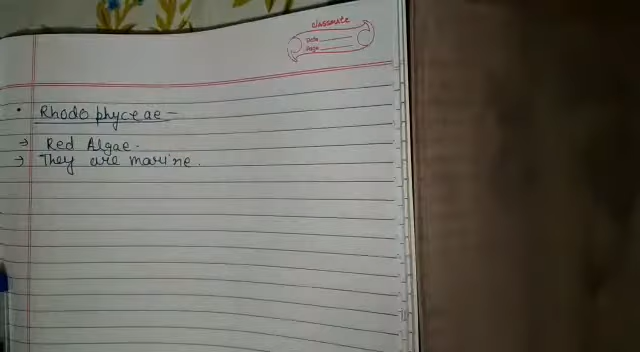 classmate
Date
Page
• Rhodophyceae -
→ Red Algae.
→ They are marine.